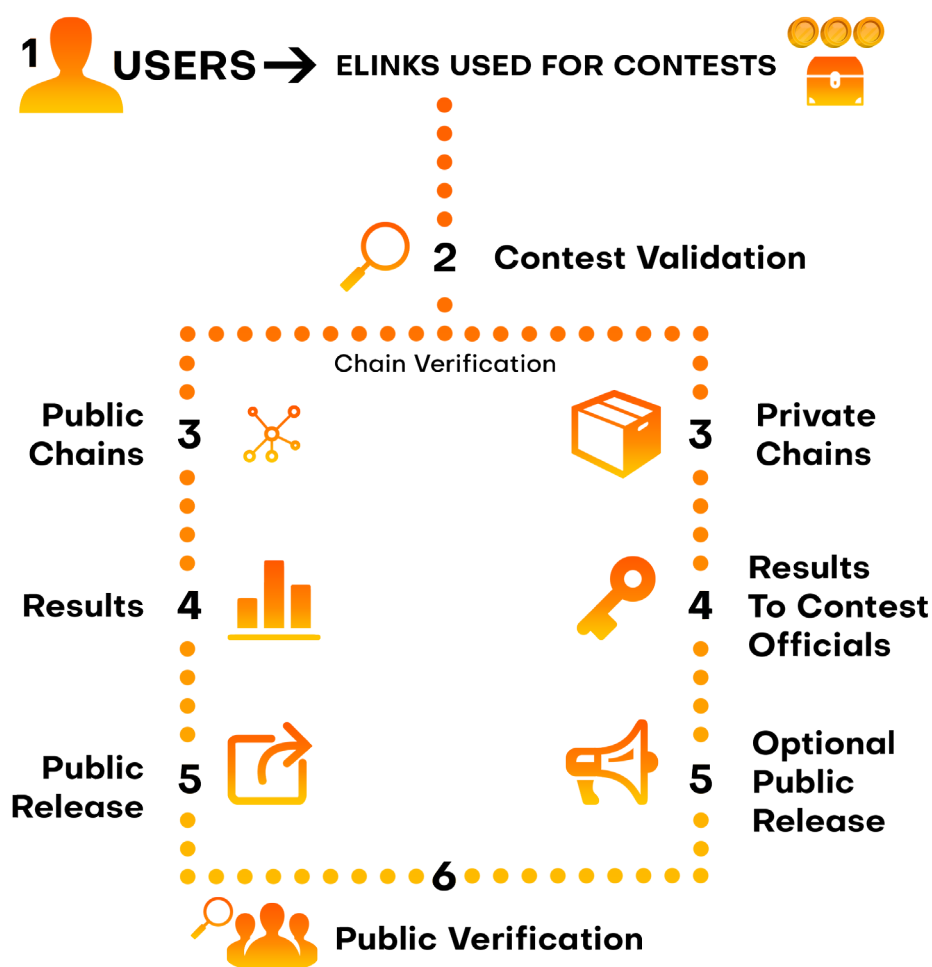 1 USERS → ELINKS USED FOR CONTESTS
2 Contest Validation
Chain Verification
Public
Chains
3
3
Private
Chains
Results
4
4
Results
To Contest
Officials
Public
Release
5
5
Optional
Public
Release
6
Public Verification